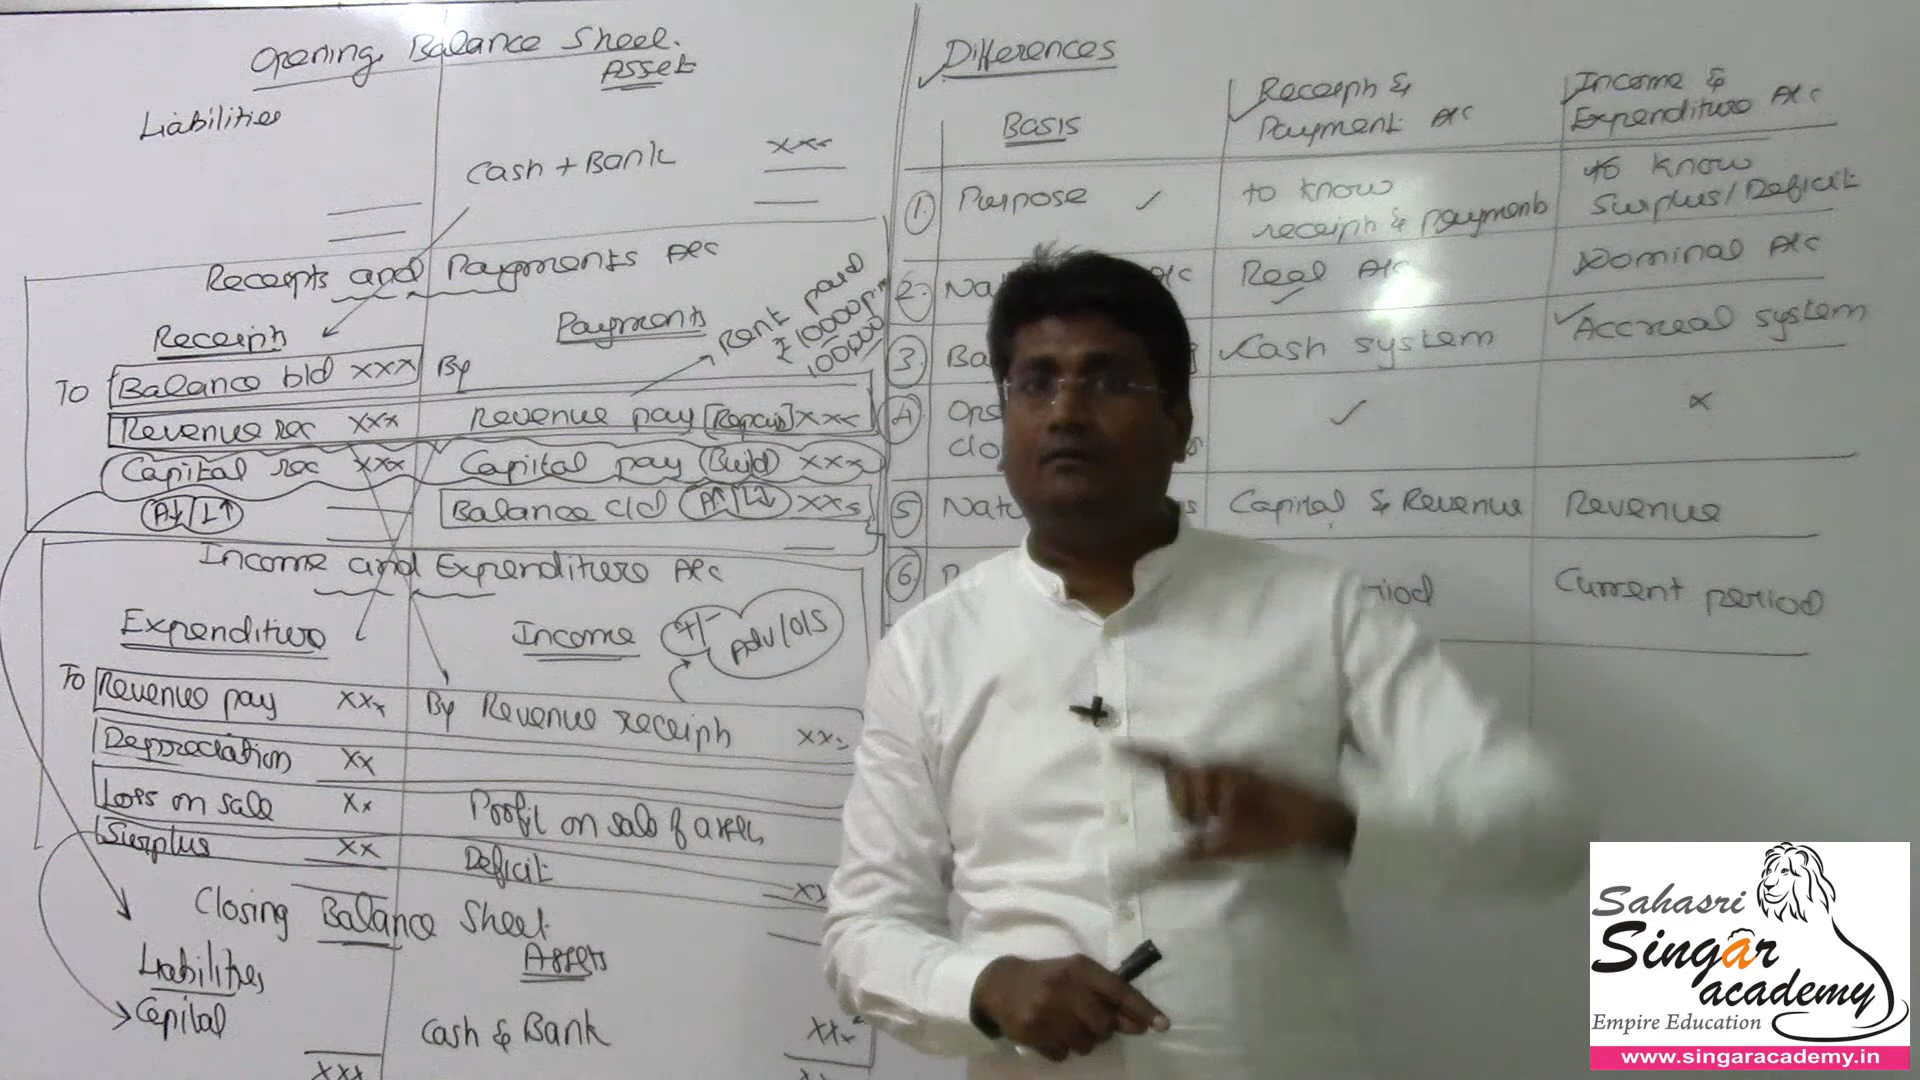 Opening Balance Sheet.
Liabilities
Asset
Cash + Bank xxx
Receipts and Payments A/c
Receipts
Payments
Rent paid
₹ 10000 p.m
100,000
To Balance b/d xxx By
Revenue rec xxx Revenue pay [Repair] xxx
Capital rec xxx Capital pay (Build) xxx
A↓/L↑
Balance c/d A↑/L↓ xxx
Income and Expenditure A/c
Expenditure
Income
+/-
Adv/O/S
To Revenue pay xxx By Revenue receipts xxx
Depreciation xx
Loss on sale xx Profit on sale of assets
Surplus xx Deficit xx
Closing Balance Sheet
Liabilities
Assets
Capital
Cash & Bank xxx
xxx
Differences
Basis
Receipts &
Payment A/c
Income &
Expenditure A/c
1. Purpose
to know
receipts & payments
to know
Surplus/Deficit
2. A/c
Real A/c
Nominal A/c
3.
Cash system
Accrual system
4.
✓
×
5
Capital & Revenue
Revenue
6.
Current period
Sahasri
Singar
academy
Empire Education
www.singaracademy.in